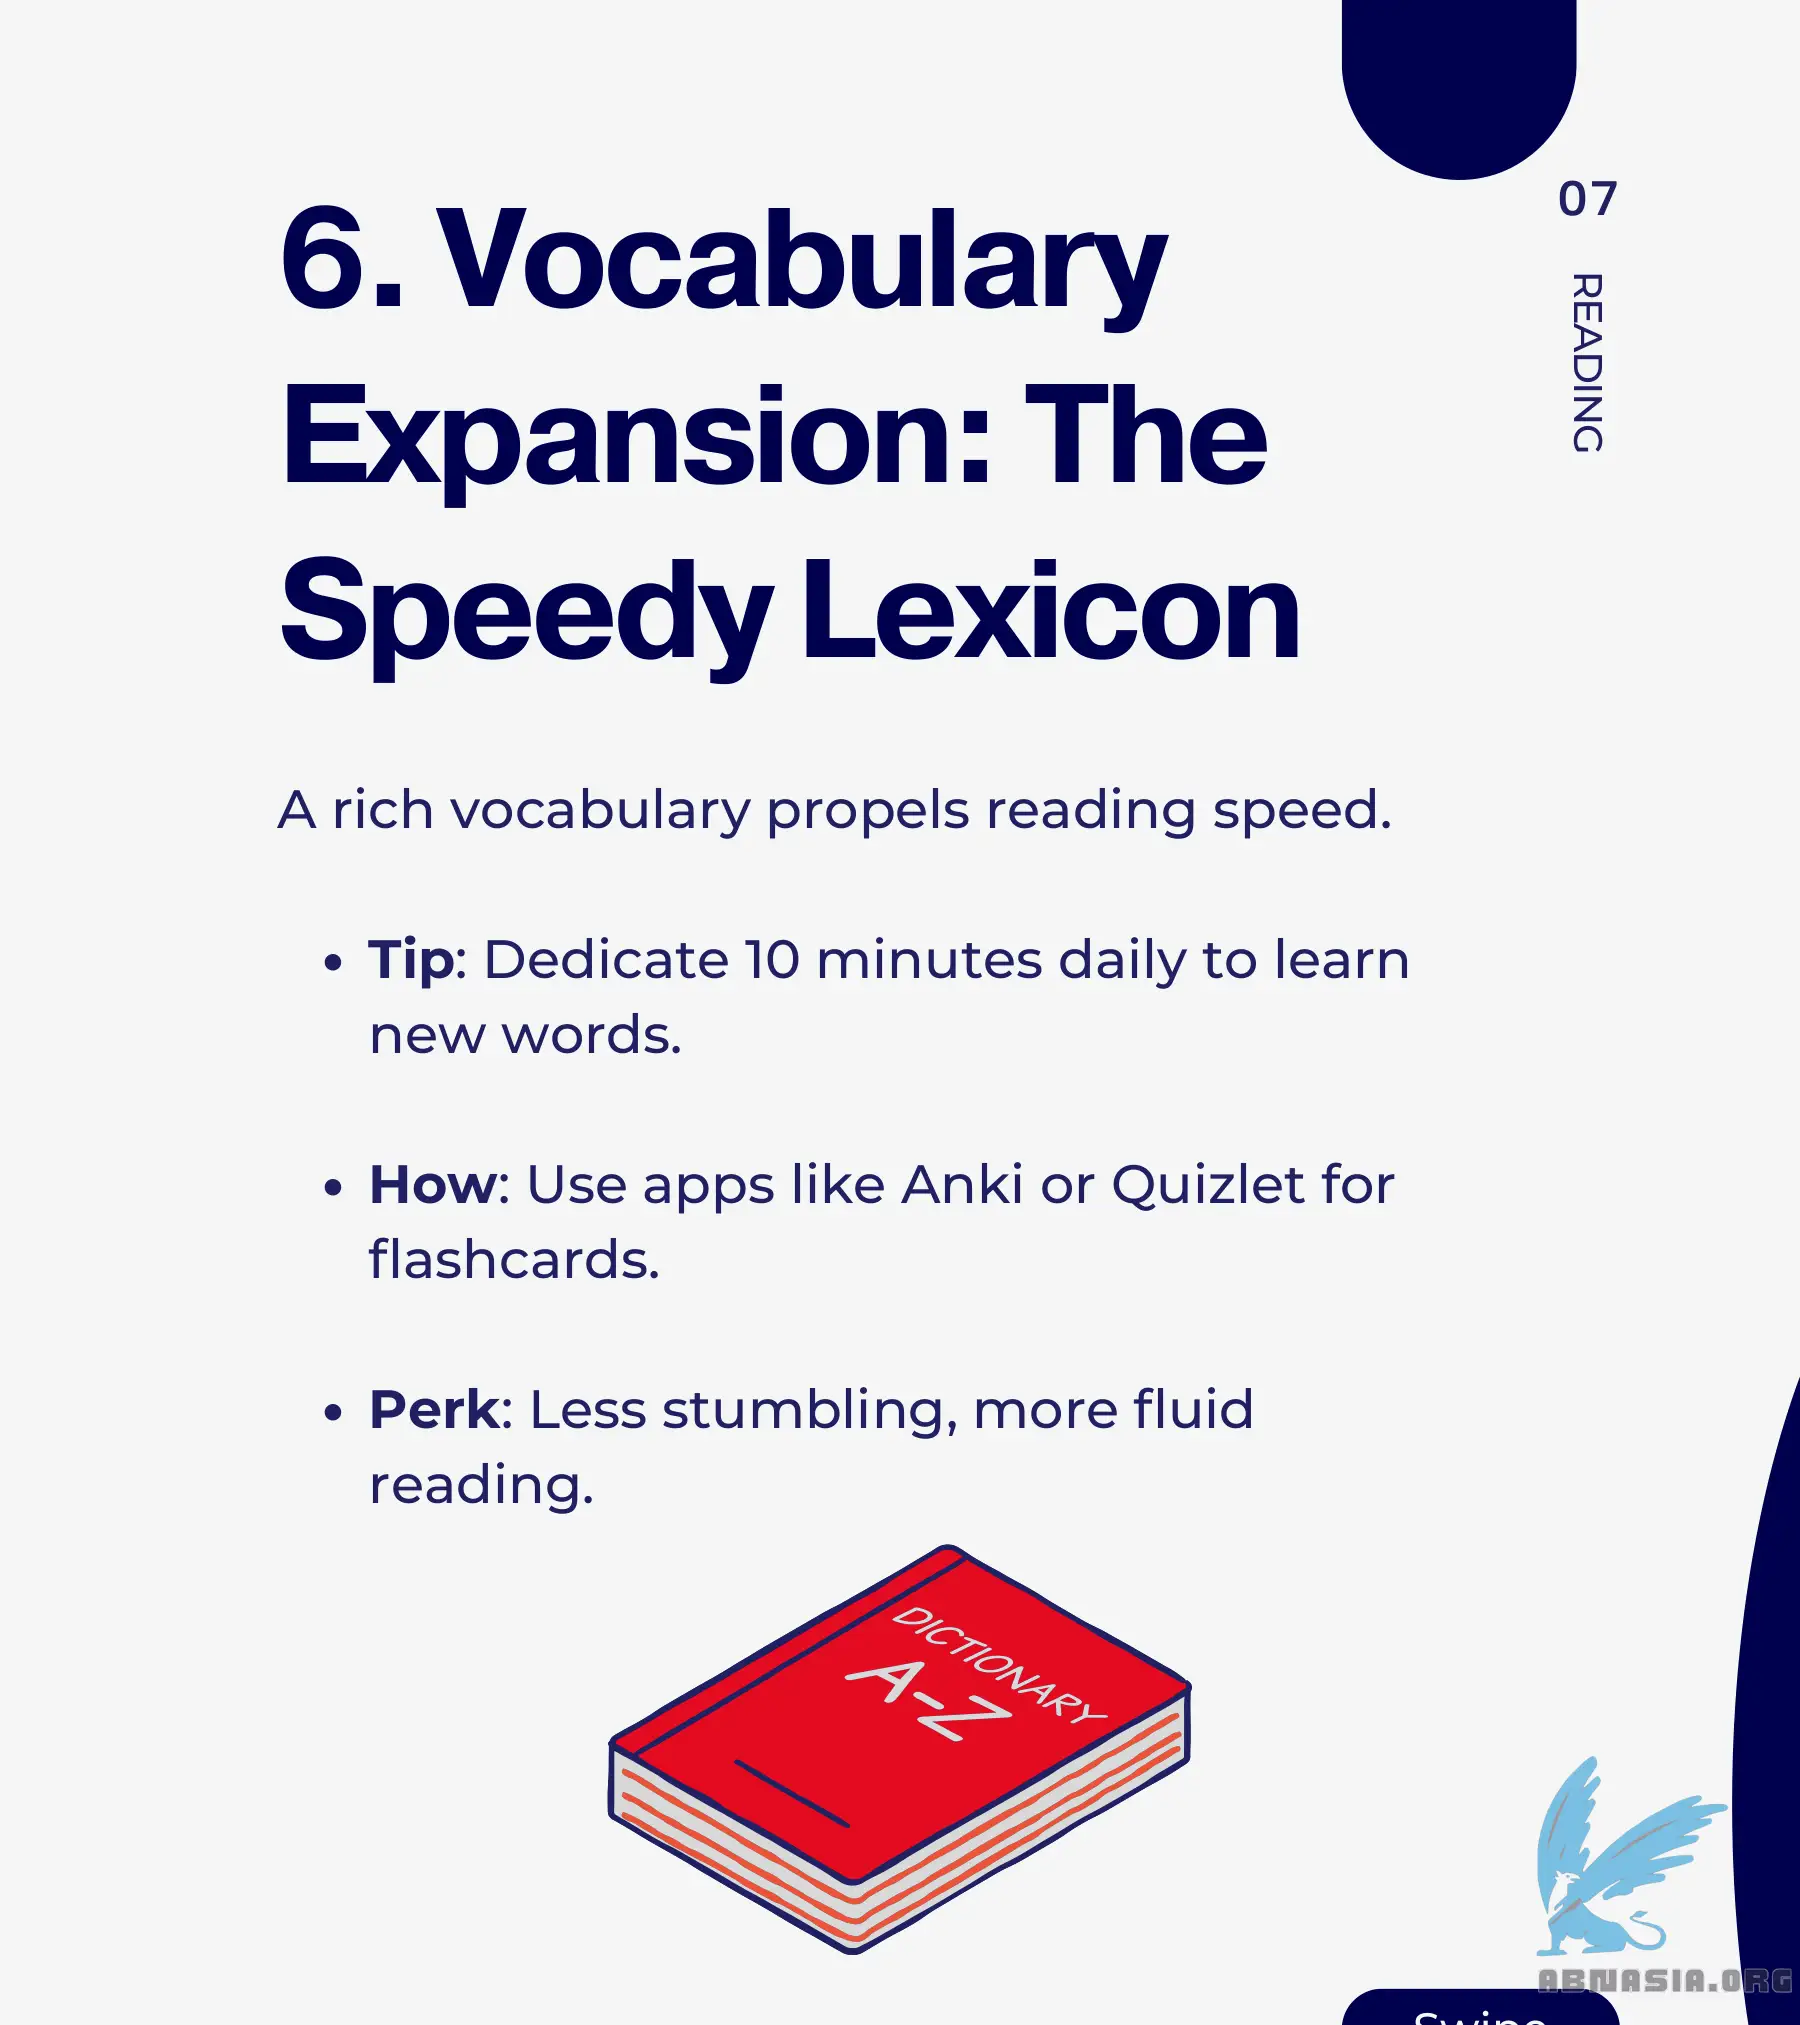 07
READING
6. Vocabulary
Expansion: The
Speedy Lexicon
A rich vocabulary propels reading speed.
• Tip: Dedicate 10 minutes daily to learn
new words.
• How: Use apps like Anki or Quizlet for
flashcards.
• Perk: Less stumbling, more fluid
reading.
DICTIONARY
A-Z
ABNASIA.ORG
Swipe